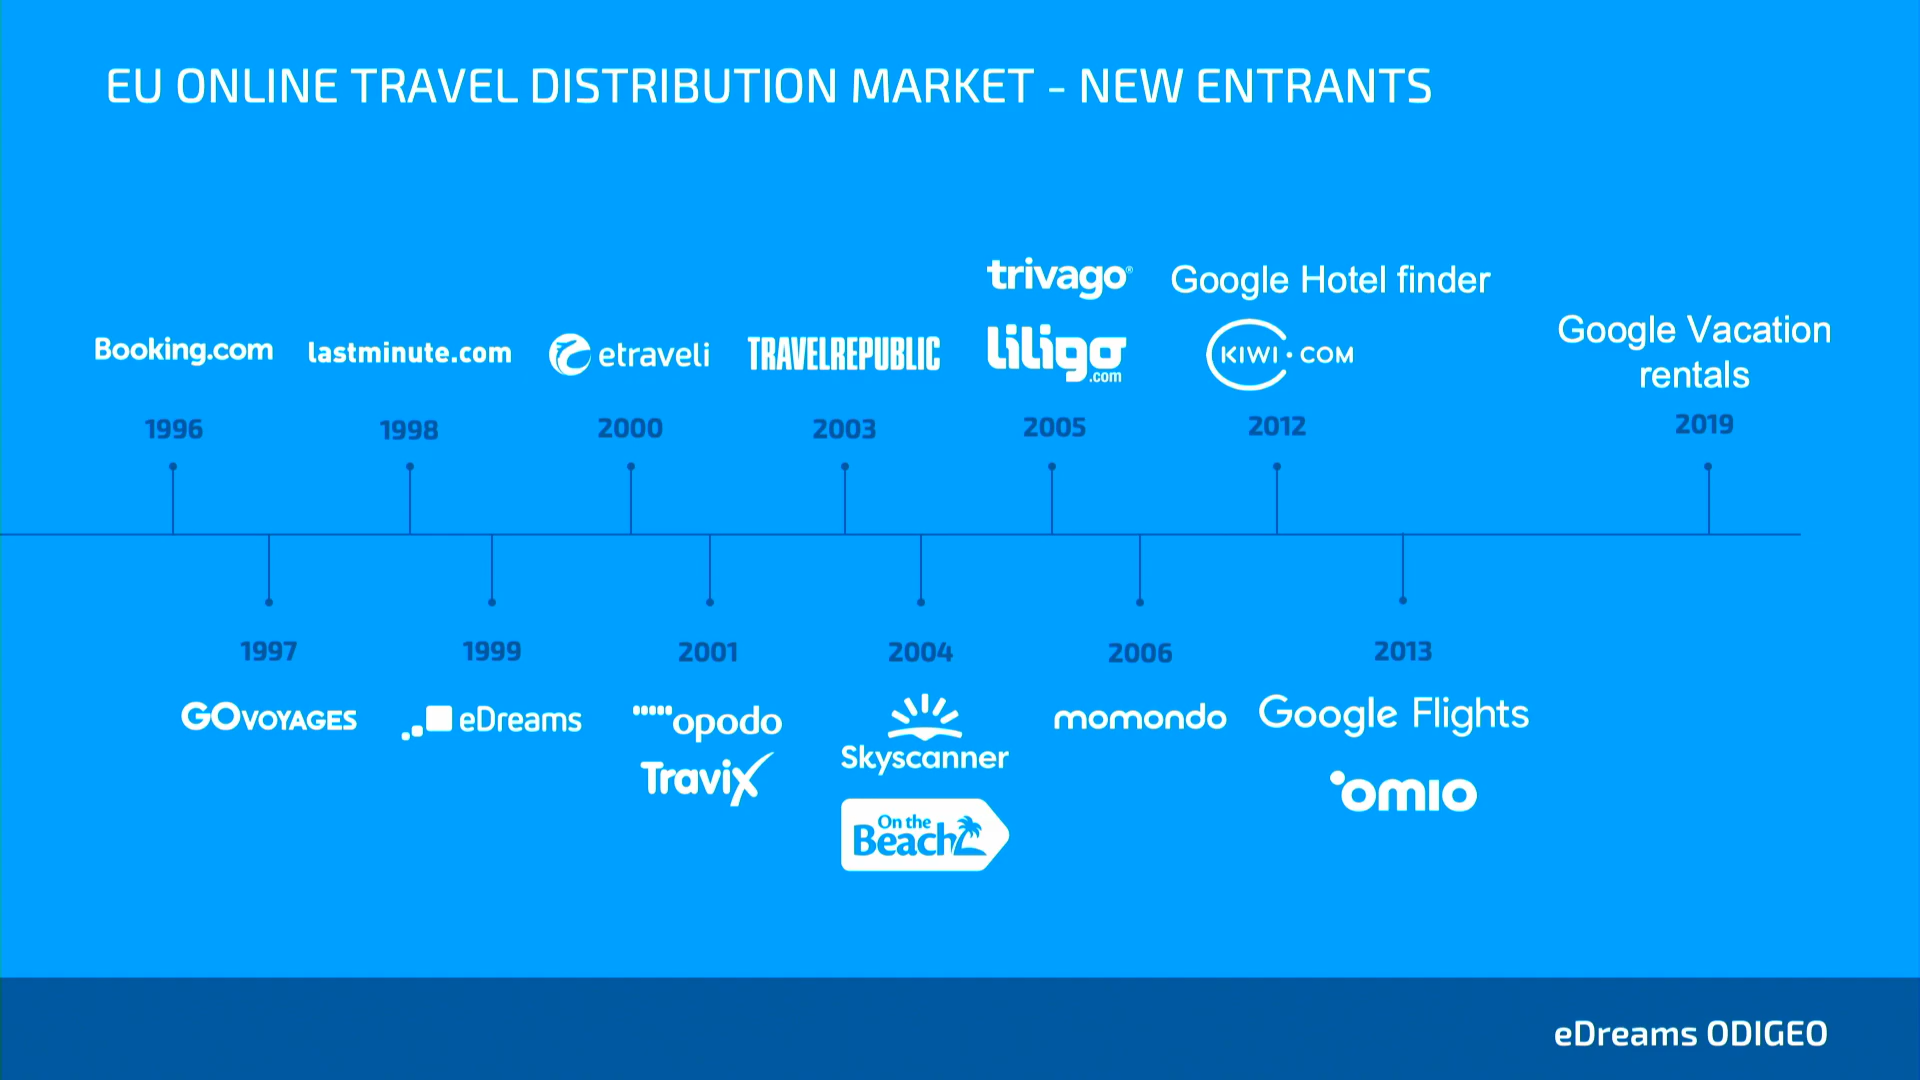 EU ONLINE TRAVEL DISTRIBUTION MARKET - NEW ENTRANTS
trivago®
Google Hotel finder
Booking.com
lastminute.com
etraveli
TRAVELREPUBLIC
liligo
.com
KIWI.COM
Google Vacation
rentals
1996
1998
2000
2003
2005
2012
2019
1997
1999
2001
2004
2006
2013
GOVOYAGES
eDreams
opodo
Travix
Skyscanner
On the
Beach
momondo
Google Flights
omio
eDreams ODIGEO